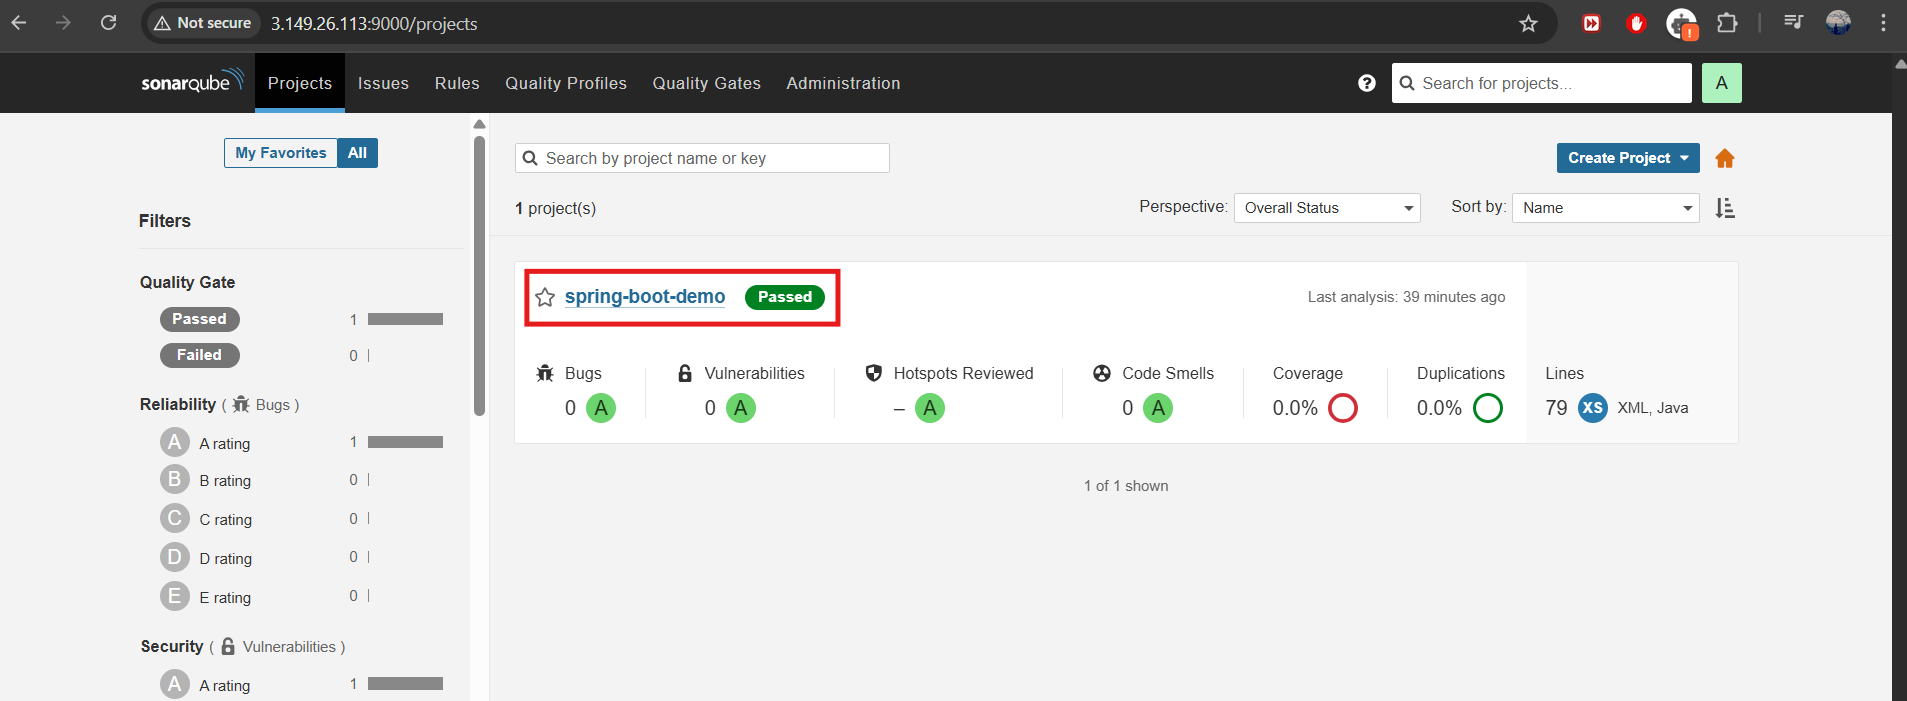 Not secure 3.149.26.113:9000/projects
sonarqube Projects Issues Rules Quality Profiles Quality Gates Administration ? Search for projects... A
My Favorites All
Search by project name or key
Create Project
1 project(s)
Perspective: Overall Status
Sort by: Name
Filters
Quality Gate
Passed 1
Failed 0
Reliability ( Bugs )
A A rating 1
B B rating 0
C C rating 0
D D rating 0
E E rating 0
Security ( Vulnerabilities )
A A rating 1
spring-boot-demo Passed
Last analysis: 39 minutes ago
Bugs
0 A
Vulnerabilities
0 A
Hotspots Reviewed
– A
Code Smells
0 A
Coverage
0.0%
Duplications
0.0%
Lines
79 XS XML, Java
1 of 1 shown